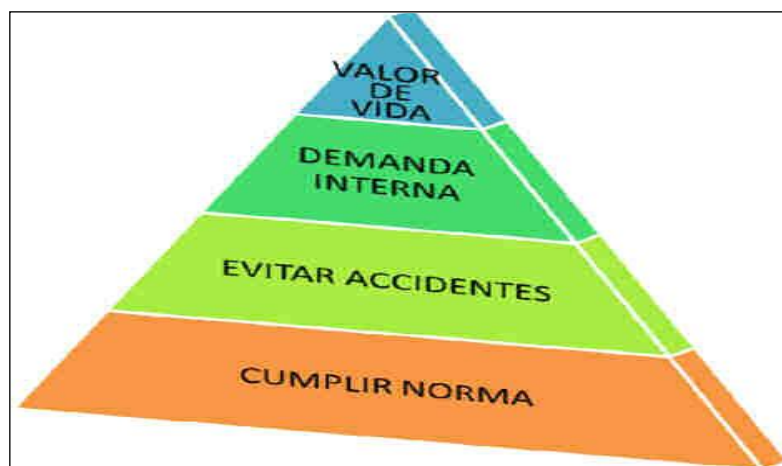 VALOR
DE
VIDA
DEMANDA
INTERNA
EVITAR ACCIDENTES
CUMPLIR NORMA